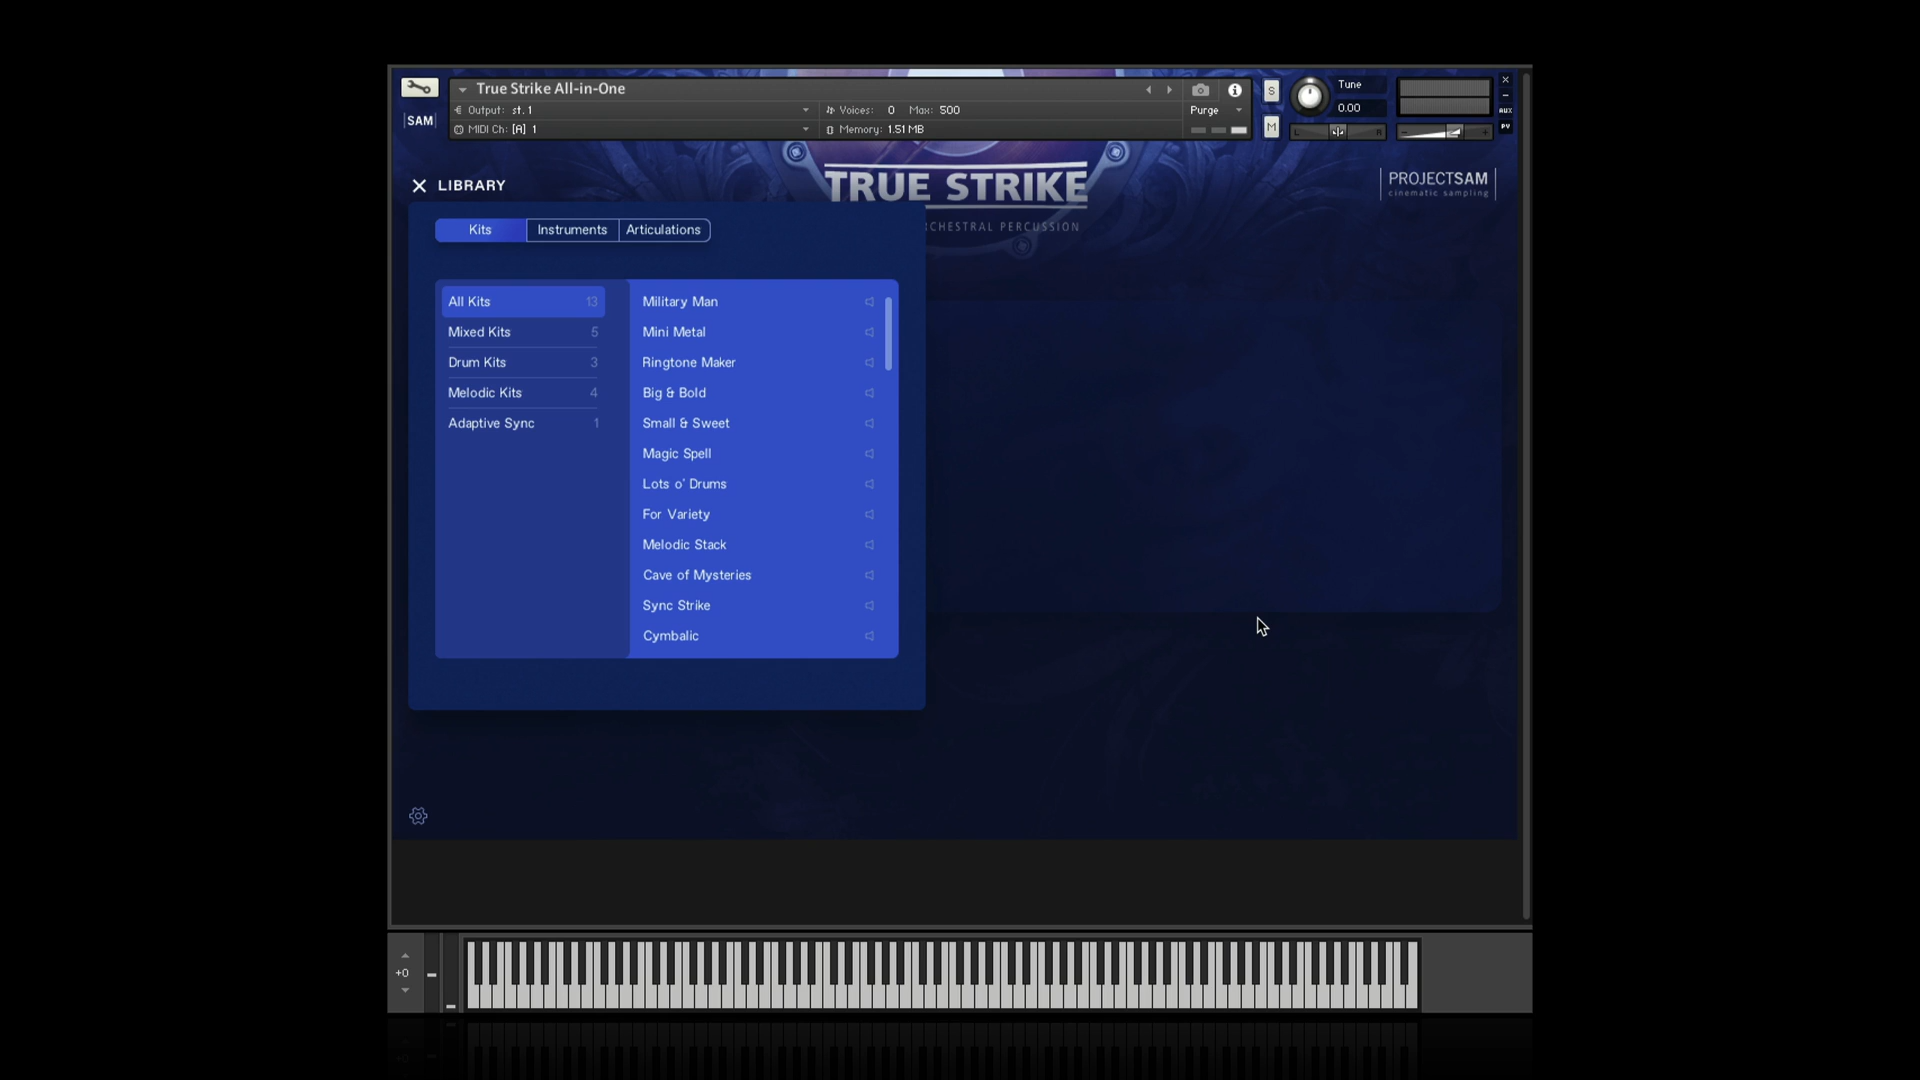 True Strike All-in-One
Output: st. 1
Voices: 0 Max: 500
Purge
MIDI Ch: [A] 1
Memory: 1.51 MB
S
M
Tune
0.00
L
R
AUX
PV
|SAM|
TRUE STRIKE
CHESTRAL PERCUSSION
PROJECTSAM
cinematic sampling
LIBRARY
Kits
Instruments
Articulations
All Kits 13
Mixed Kits 5
Drum Kits 3
Melodic Kits 4
Adaptive Sync 1
Military Man
Mini Metal
Ringtone Maker
Big & Bold
Small & Sweet
Magic Spell
Lots o' Drums
For Variety
Melodic Stack
Cave of Mysteries
Sync Strike
Cymbalic
+0